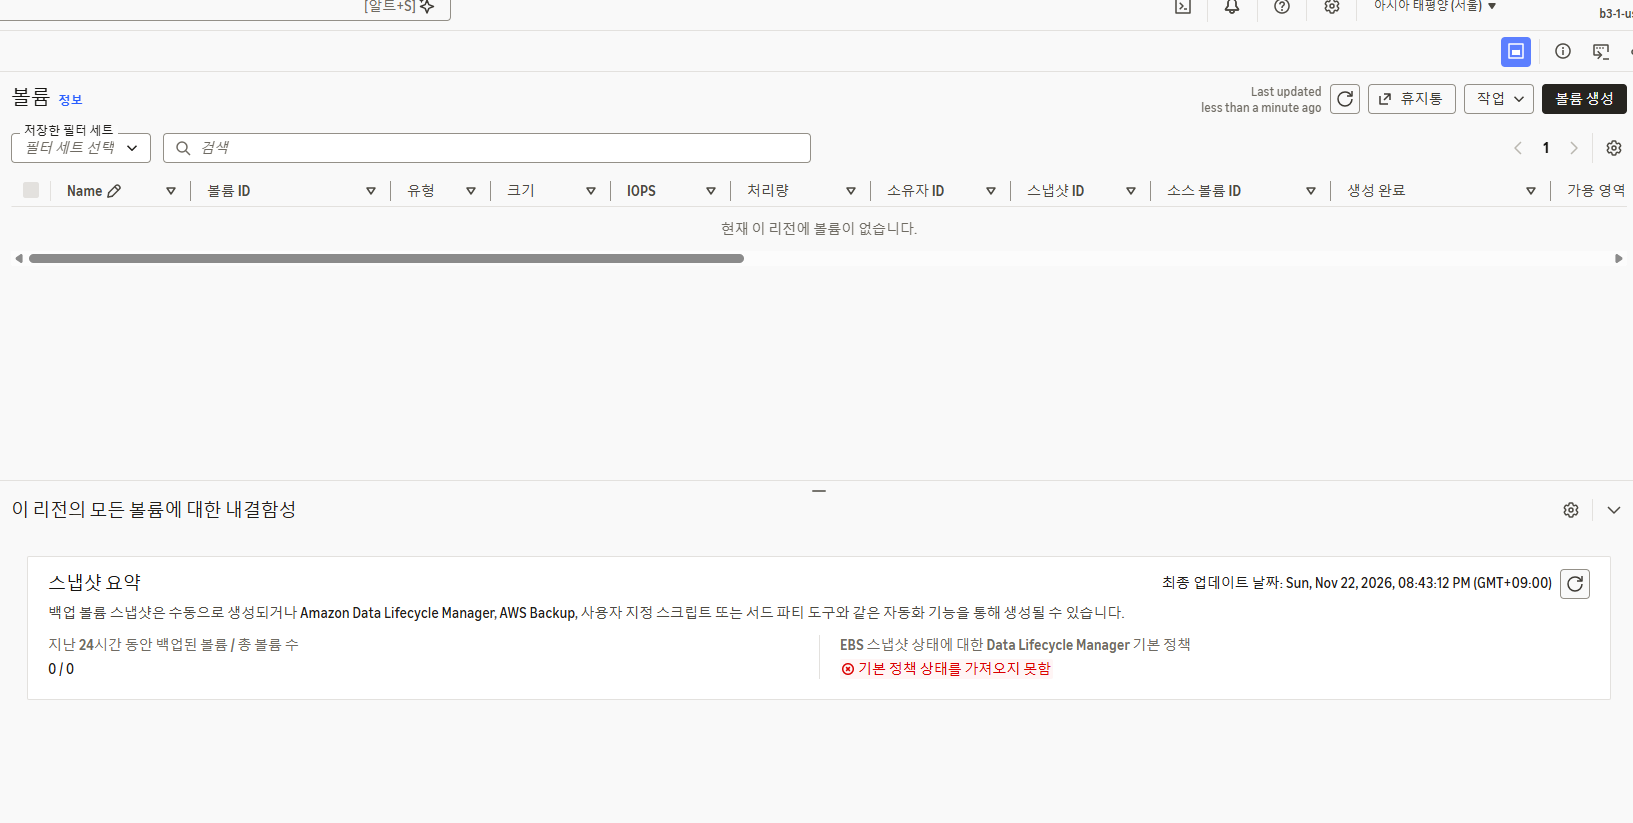 [알트+S]
아시아 태평양 (서울)
볼륨 정보
Last updated
less than a minute ago
휴지통
작업
볼륨 생성
저장한 필터 세트
필터 세트 선택
검색
1
Name
볼륨 ID
유형
크기
IOPS
처리량
소유자 ID
스냅샷 ID
소스 볼륨 ID
생성 완료
가용 영역
현재 이 리전에 볼륨이 없습니다.
이 리전의 모든 볼륨에 대한 내결함성
스냅샷 요약
최종 업데이트 날짜: Sun, Nov 22, 2026, 08:43:12 PM (GMT+09:00)
백업 볼륨 스냅샷은 수동으로 생성되거나 Amazon Data Lifecycle Manager, AWS Backup, 사용자 지정 스크립트 또는 서드 파티 도구와 같은 자동화 기능을 통해 생성될 수 있습니다.
지난 24시간 동안 백업된 볼륨 / 총 볼륨 수
0 / 0
EBS 스냅샷 상태에 대한 Data Lifecycle Manager 기본 정책
기본 정책 상태를 가져오지 못함